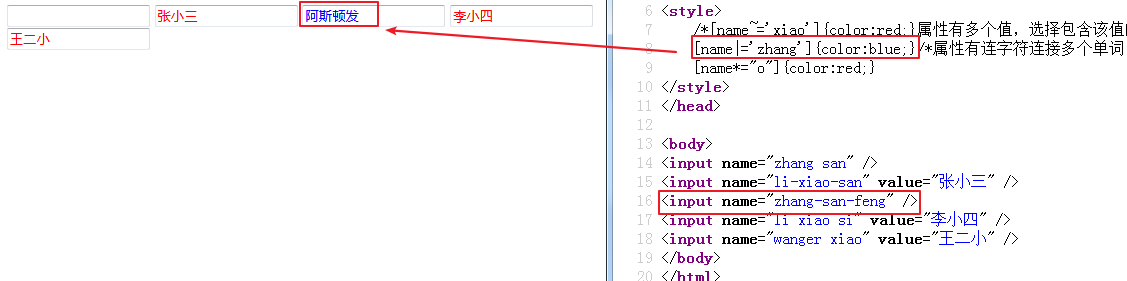 张小三 阿斯顿发 李小四
王二小
6 <style>
7 /*[name~='xiao']{color:red;}属性有多个值，选择包含该值
8 [name|='zhang']{color:blue;}/*属性有连字符连接多个单词
9 [name*="o"]{color:red;}
10 </style>
11 </head>
12
13 <body>
14 <input name="zhang san" />
15 <input name="li-xiao-san" value="张小三" />
16 <input name="zhang-san-feng" />
17 <input name="li xiao si" value="李小四" />
18 <input name="wanger xiao" value="王二小" />
19 </body>
20 </html>